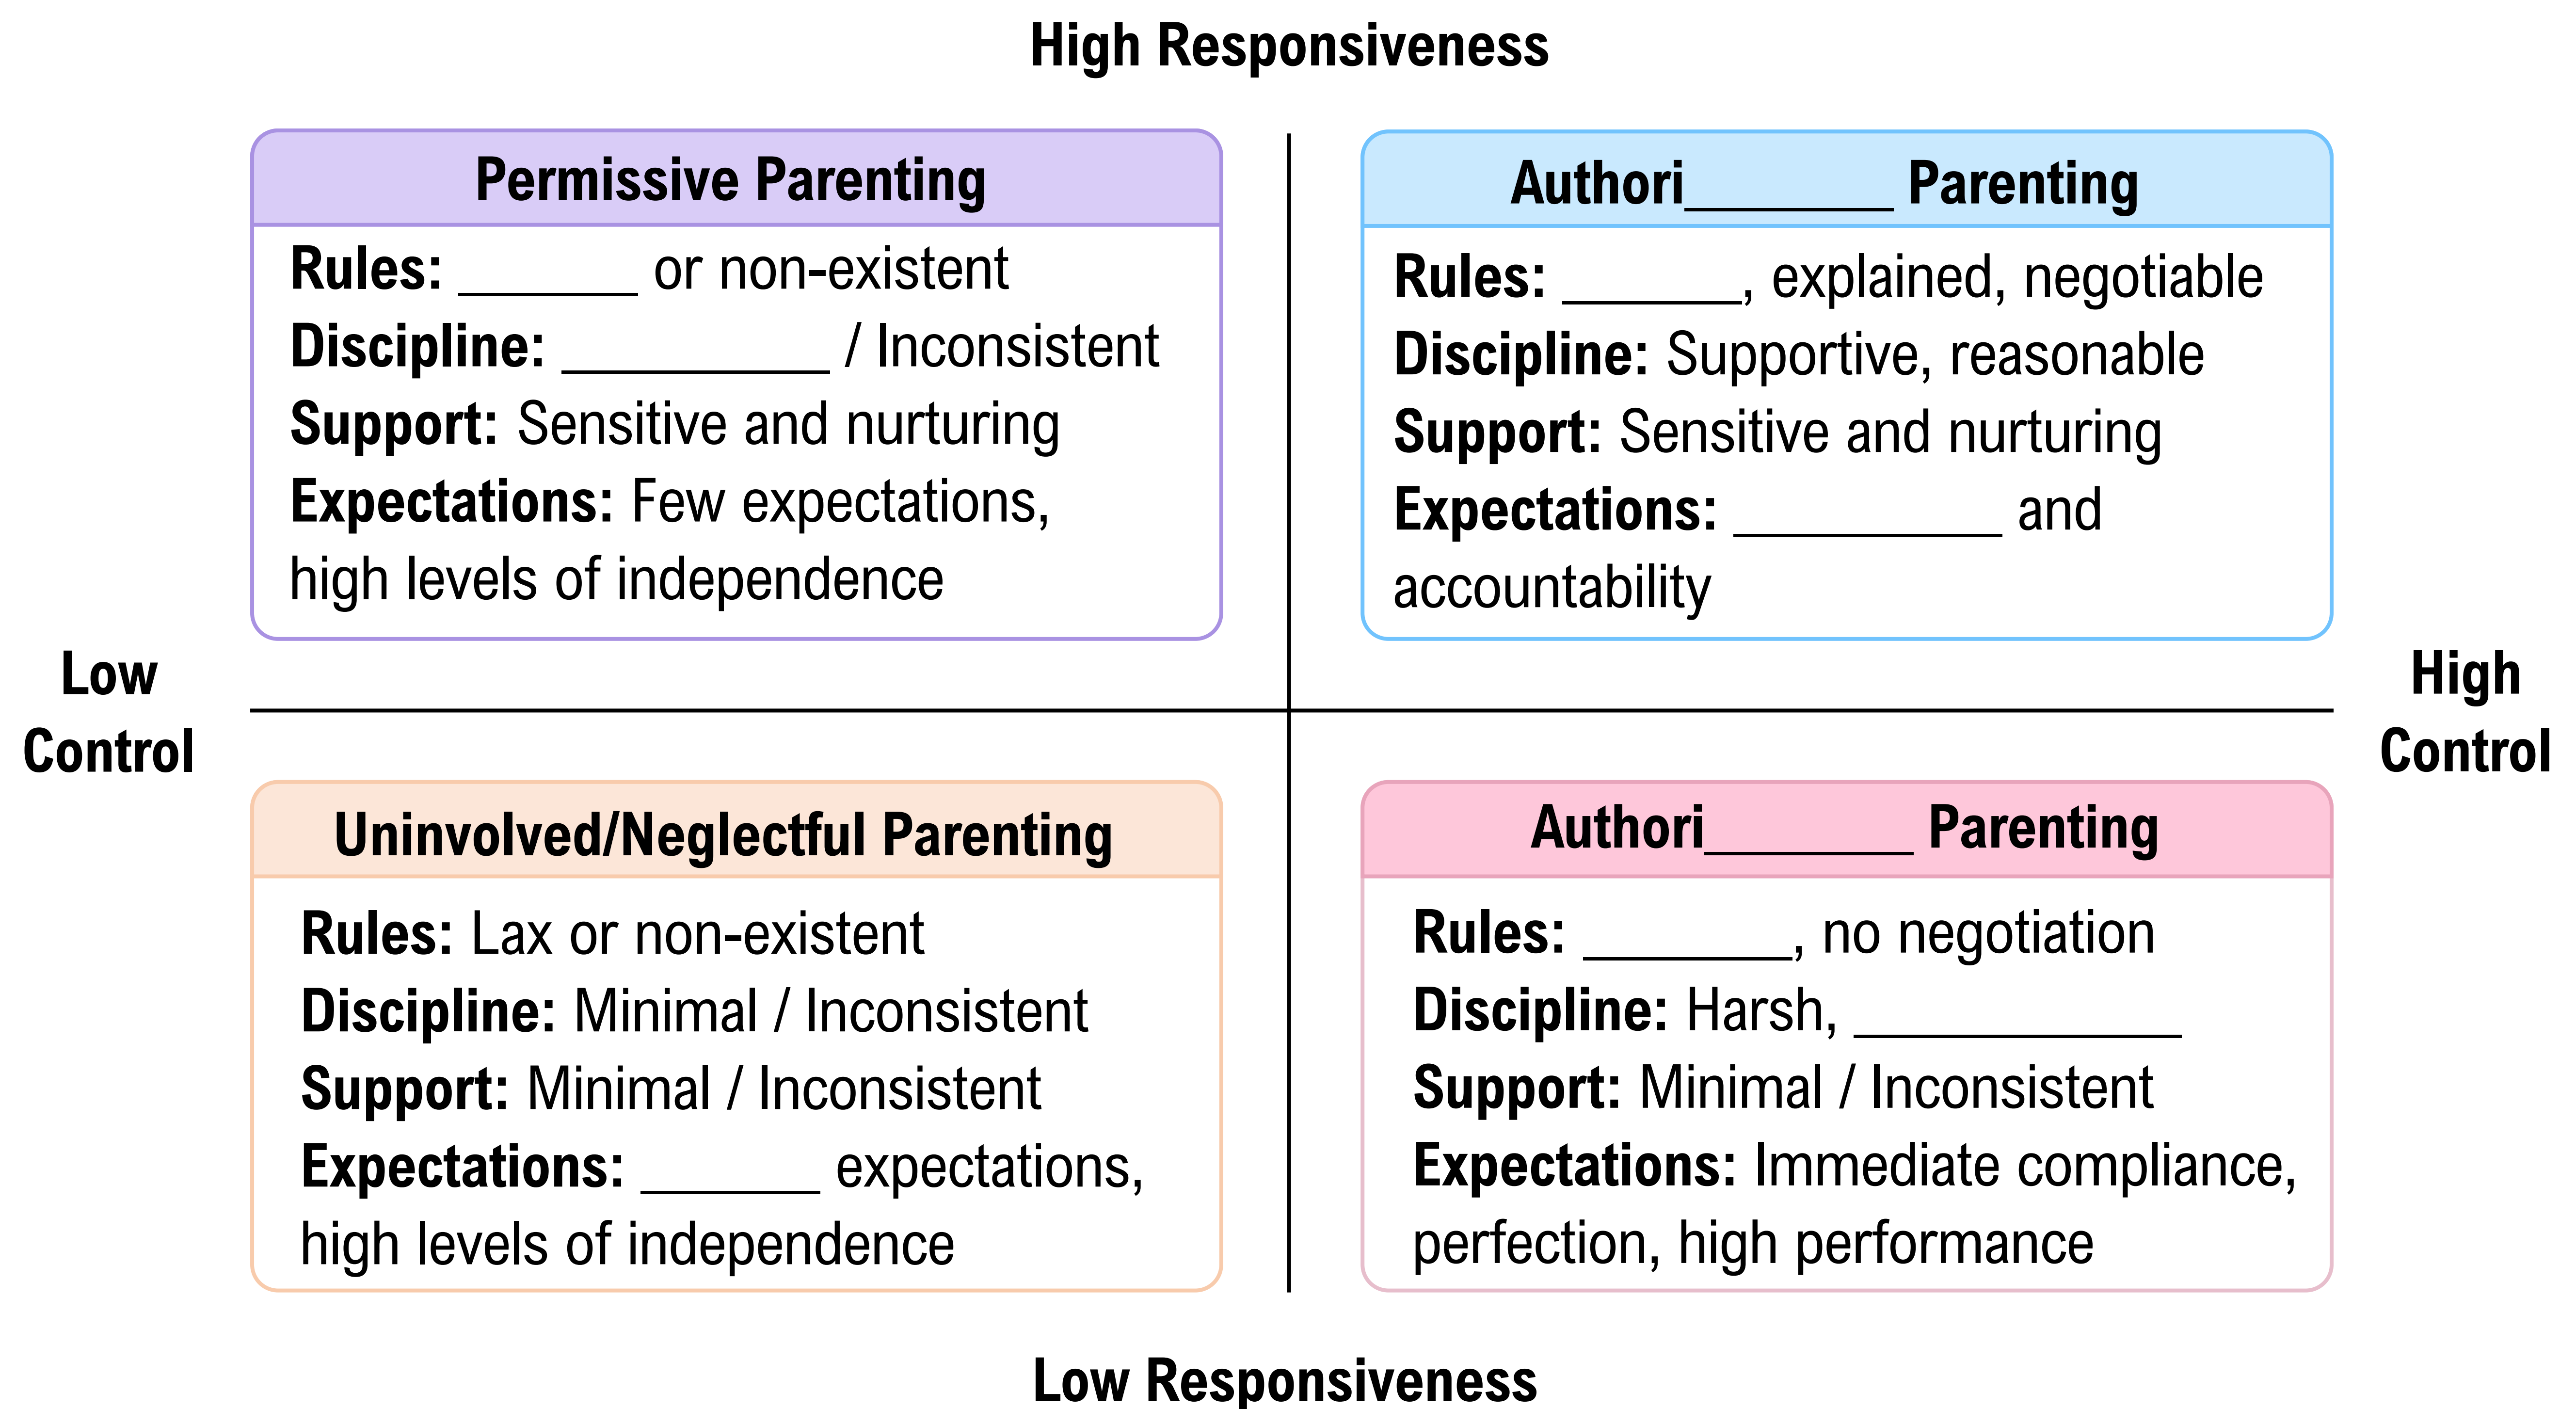 High Responsiveness
Permissive Parenting
Rules: _______ or non-existent
Discipline: _________ / Inconsistent
Support: Sensitive and nurturing
Expectations: Few expectations,
high levels of independence
Authori_______ Parenting
Rules: ______, explained, negotiable
Discipline: Supportive, reasonable
Support: Sensitive and nurturing
Expectations: _________ and
accountability
Low
Control
High
Control
Uninvolved/Neglectful Parenting
Rules: Lax or non-existent
Discipline: Minimal / Inconsistent
Support: Minimal / Inconsistent
Expectations: ______ expectations,
high levels of independence
Authori_______ Parenting
Rules: _______, no negotiation
Discipline: Harsh, ___________
Support: Minimal / Inconsistent
Expectations: Immediate compliance,
perfection, high performance
Low Responsiveness